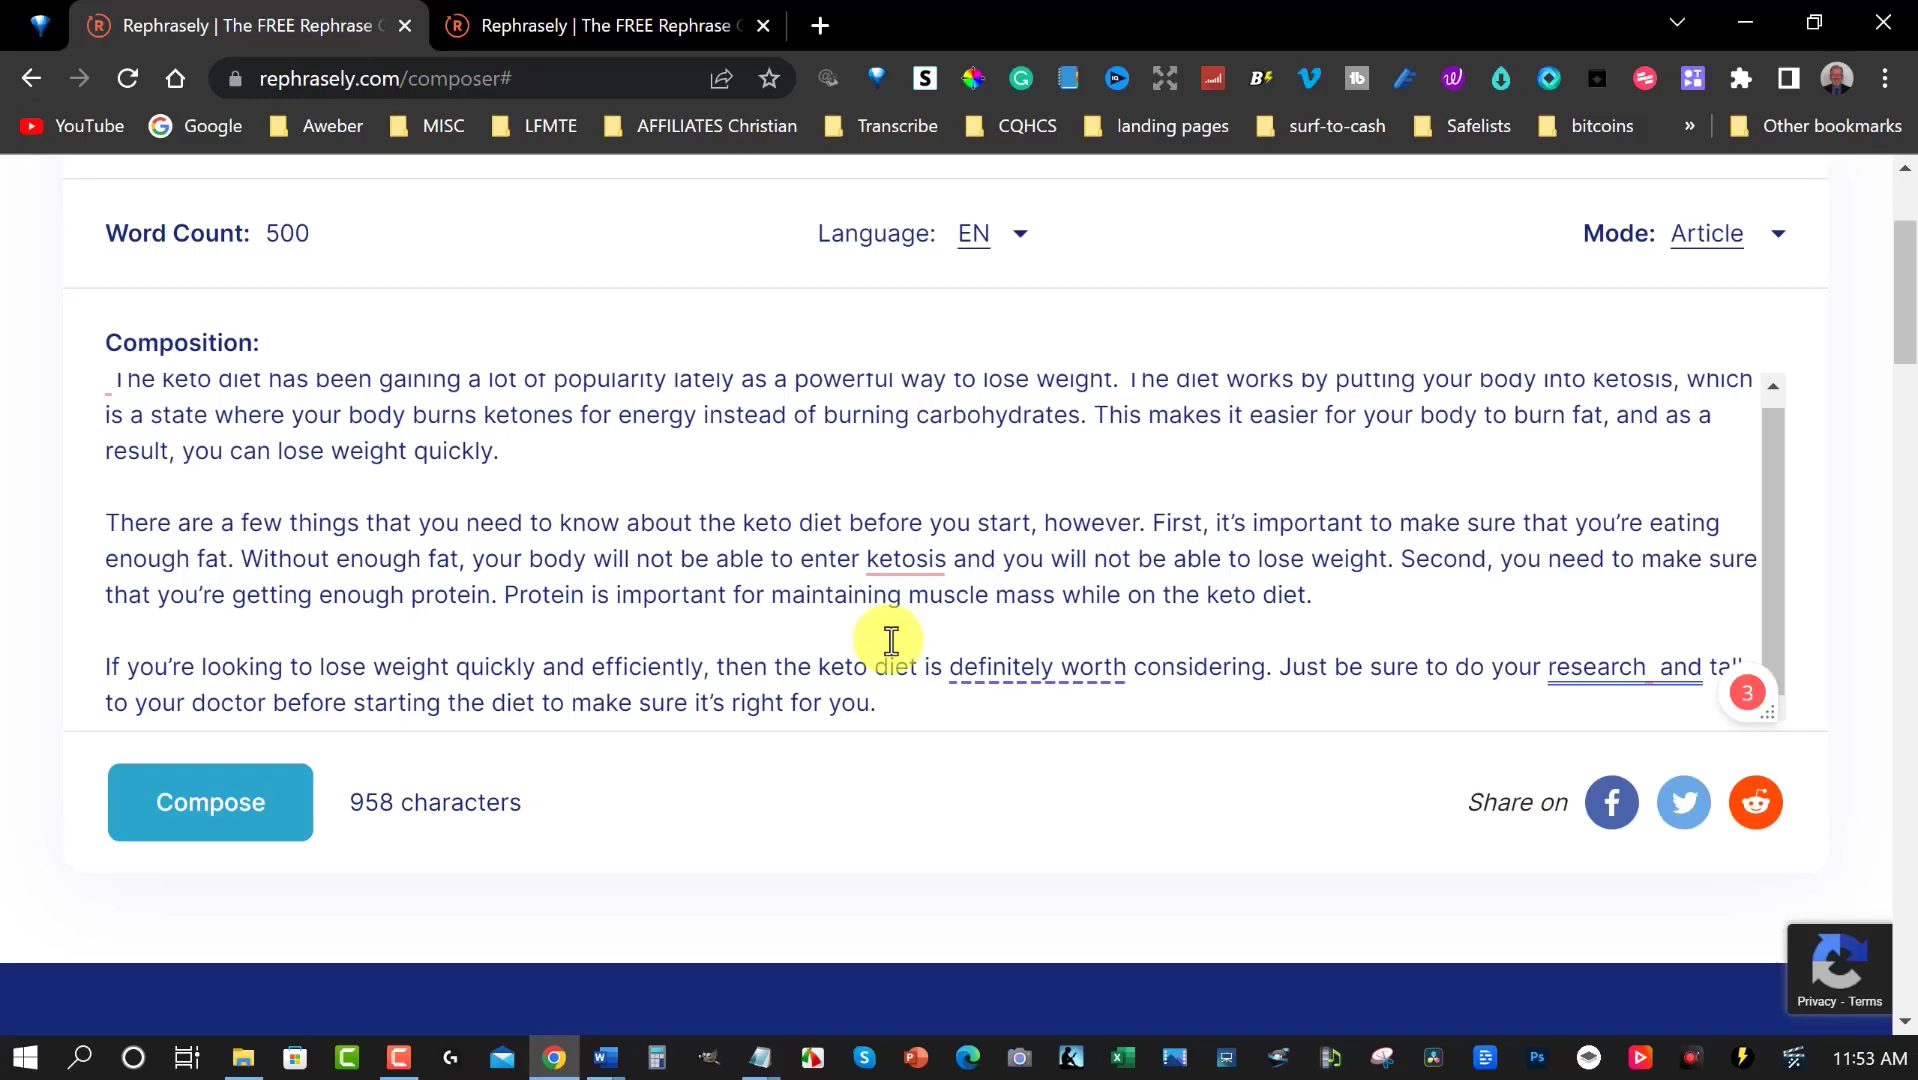 Rephrasely | The FREE Rephrase
Rephrasely | The FREE Rephrase
rephrasely.com/composer#
YouTube
Google
Aweber
MISC
LFMTE
AFFILIATES Christian
Transcribe
CQHCS
landing pages
surf-to-cash
Safelists
bitcoins
»
Other bookmarks
Word Count: 500
Language: EN
Mode: Article
Composition:
The keto diet has been gaining a lot of popularity lately as a powerful way to lose weight. The diet works by putting your body into ketosis, which
is a state where your body burns ketones for energy instead of burning carbohydrates. This makes it easier for your body to burn fat, and as a
result, you can lose weight quickly.
There are a few things that you need to know about the keto diet before you start, however. First, it’s important to make sure that you’re eating
enough fat. Without enough fat, your body will not be able to enter ketosis and you will not be able to lose weight. Second, you need to make sure
that you’re getting enough protein. Protein is important for maintaining muscle mass while on the keto diet.
If you’re looking to lose weight quickly and efficiently, then the keto diet is definitely worth considering. Just be sure to do your research  and
to your doctor before starting the diet to make sure it’s right for you.
3
Compose
958 characters
Share on
Privacy - Terms
11:53 AM